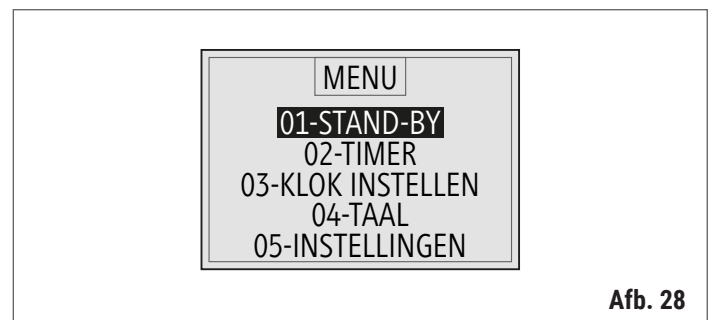 MENU
01-STAND-BY
02-TIMER
03-KLOK INSTELLEN
04-TAAL
05-INSTELLINGEN
Afb. 28